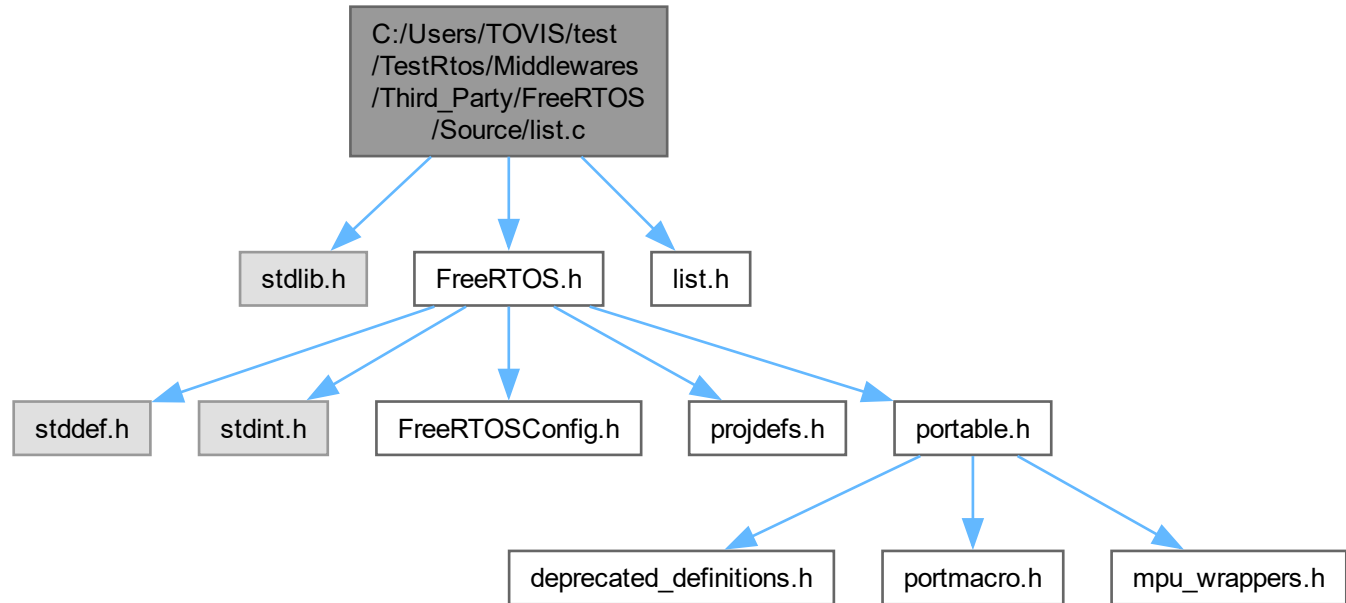 C:/Users/TOVIS/test
/TestRtos/Middlewares
/Third_Party/FreeRTOS
/Source/list.c
stdlib.h
FreeRTOS.h
list.h
stddef.h
stdint.h
FreeRTOSConfig.h
projdefs.h
portable.h
deprecated_definitions.h
portmacro.h
mpu_wrappers.h